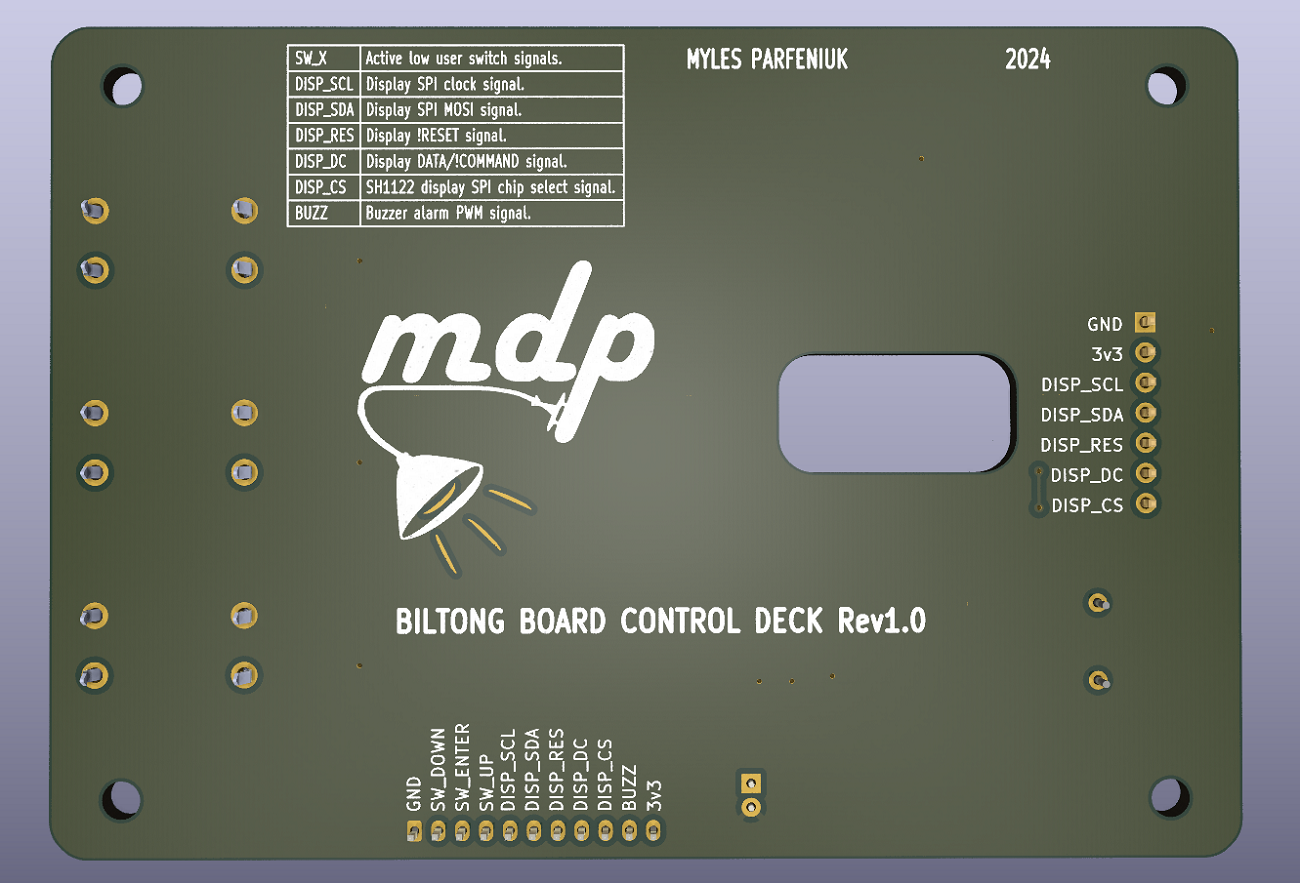 MYLES PARFENIUK 2024
SW_X Active low user switch signals.
DISP_SCL Display SPI clock signal.
DISP_SDA Display SPI MOSI signal.
DISP_RES Display !RESET signal.
DISP_DC Display DATA/!COMMAND signal.
DISP_CS SH1122 display SPI chip select signal.
BUZZ Buzzer alarm PWM signal.
mdp
GND
3v3
DISP_SCL
DISP_SDA
DISP_RES
DISP_DC
DISP_CS
BILTONG BOARD CONTROL DECK Rev1.0
GND
SW_DOWN
SW_ENTER
SW_UP
DISP_SCL
DISP_SDA
DISP_RES
DISP_DC
DISP_CS
BUZZ
3v3